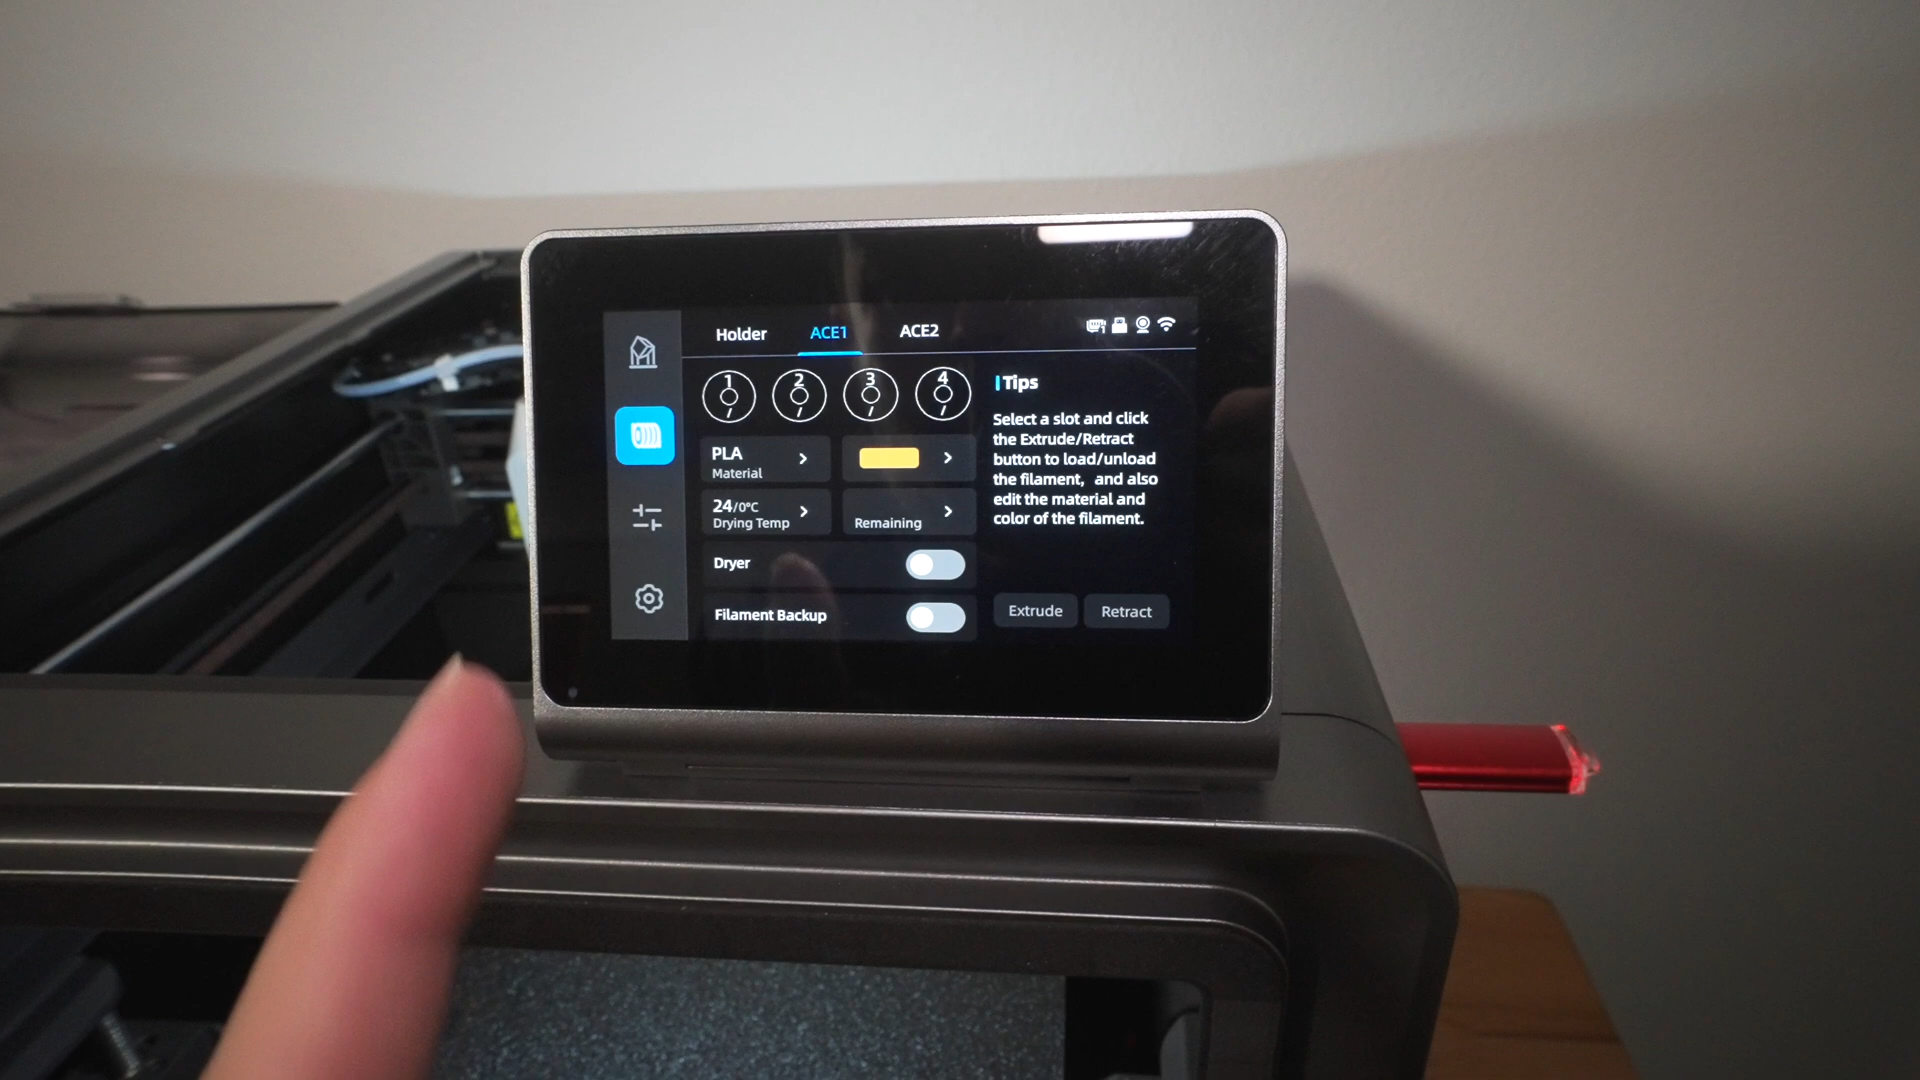 Holder ACE1 ACE2
1 2 3 4
PLA
Material
24/0°C
Drying Temp
Remaining
Dryer
Filament Backup
Tips
Select a slot and click
the Extrude/Retract
button to load/unload
the filament, and also
edit the material and
color of the filament.
Extrude Retract